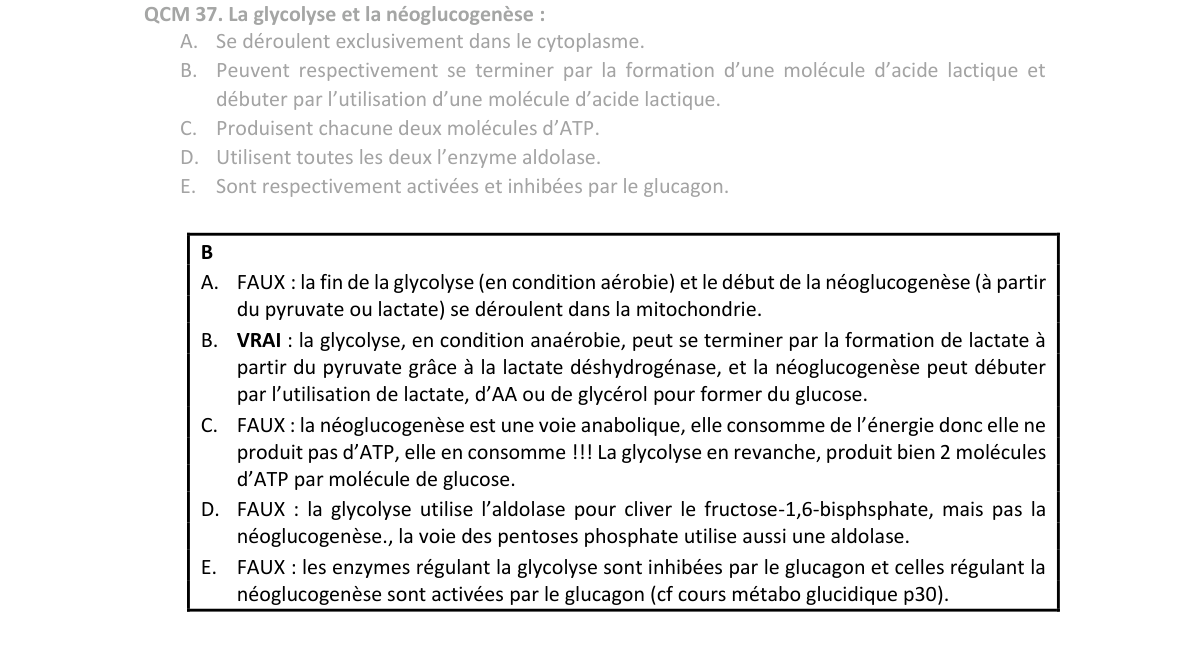 QCM 37. La glycolyse et la néoglucogenèse :
A. Se déroulent exclusivement dans le cytoplasme.
B. Peuvent respectivement se terminer par la formation d’une molécule d’acide lactique et
débuter par l’utilisation d’une molécule d’acide lactique.
C. Produisent chacune deux molécules d’ATP.
D. Utilisent toutes les deux l’enzyme aldolase.
E. Sont respectivement activées et inhibées par le glucagon.
B
A. FAUX : la fin de la glycolyse (en condition aérobie) et le début de la néoglucogenèse (à partir
du pyruvate ou lactate) se déroulent dans la mitochondrie.
B. VRAI : la glycolyse, en condition anaérobie, peut se terminer par la formation de lactate à
partir du pyruvate grâce à la lactate déshydrogénase, et la néoglucogenèse peut débuter
par l’utilisation de lactate, d’AA ou de glycérol pour former du glucose.
C. FAUX : la néoglucogenèse est une voie anabolique, elle consomme de l’énergie donc elle ne
produit pas d’ATP, elle en consomme !!! La glycolyse en revanche, produit bien 2 molécules
d’ATP par molécule de glucose.
D. FAUX : la glycolyse utilise l’aldolase pour cliver le fructose-1,6-bisphsphate, mais pas la
néoglucogenèse., la voie des pentoses phosphate utilise aussi une aldolase.
E. FAUX : les enzymes régulant la glycolyse sont inhibées par le glucagon et celles régulant la
néoglucogenèse sont activées par le glucagon (cf cours métabo glucidique p30).